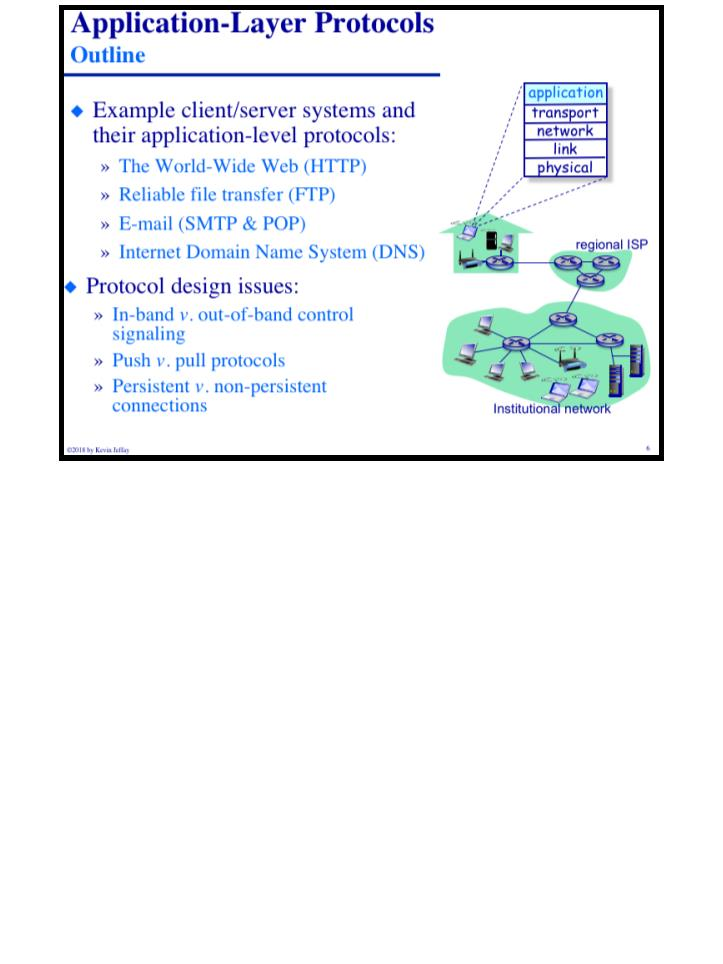 Application-Layer Protocols
Outline
◆ Example client/server systems and
their application-level protocols:
» The World-Wide Web (HTTP)
» Reliable file transfer (FTP)
» E-mail (SMTP & POP)
» Internet Domain Name System (DNS)
◆ Protocol design issues:
» In-band v. out-of-band control
signaling
» Push v. pull protocols
» Persistent v. non-persistent
connections
application
transport
network
link
physical
regional ISP
Institutional network
©2018 by Kevin Jeffay
6